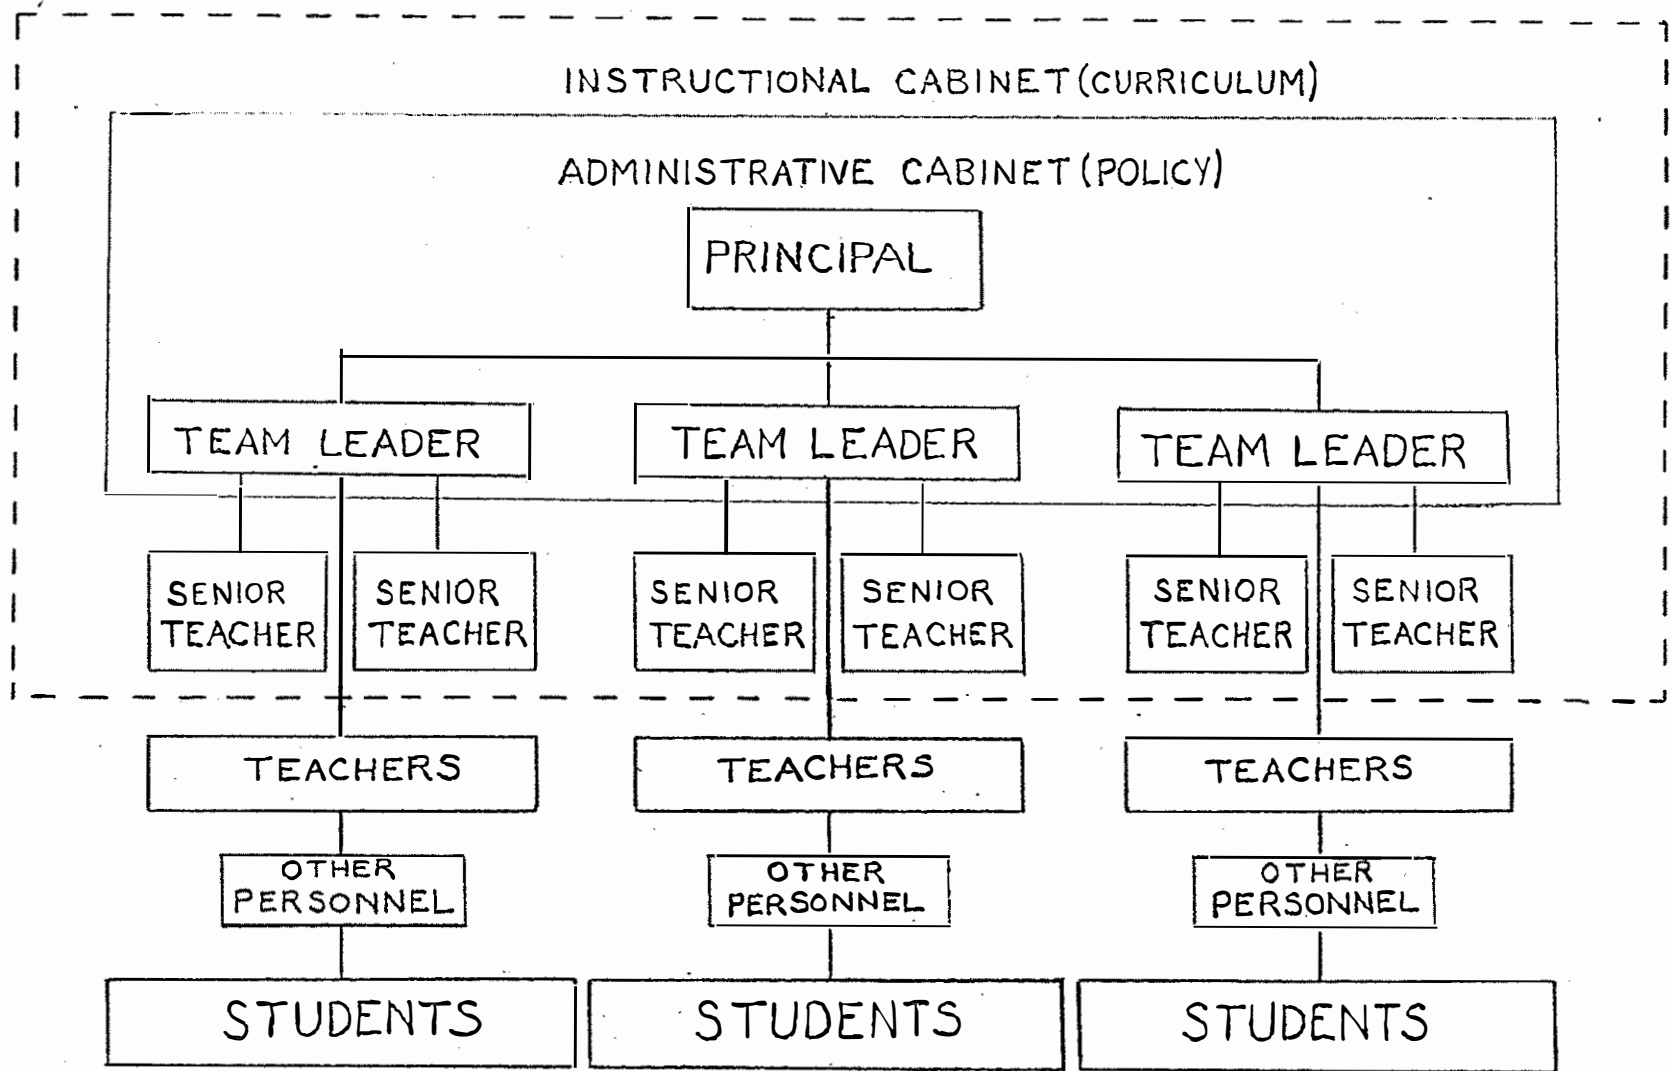 INSTRUCTIONAL CABINET (CURRICULUM)
ADMINISTRATIVE CABINET (POLICY)
PRINCIPAL
TEAM LEADER
TEAM LEADER
TEAM LEADER
SENIOR
TEACHER
SENIOR
TEACHER
SENIOR
TEACHER
SENIOR
TEACHER
SENIOR
TEACHER
SENIOR
TEACHER
TEACHERS
TEACHERS
TEACHERS
OTHER
PERSONNEL
OTHER
PERSONNEL
OTHER
PERSONNEL
STUDENTS
STUDENTS
STUDENTS